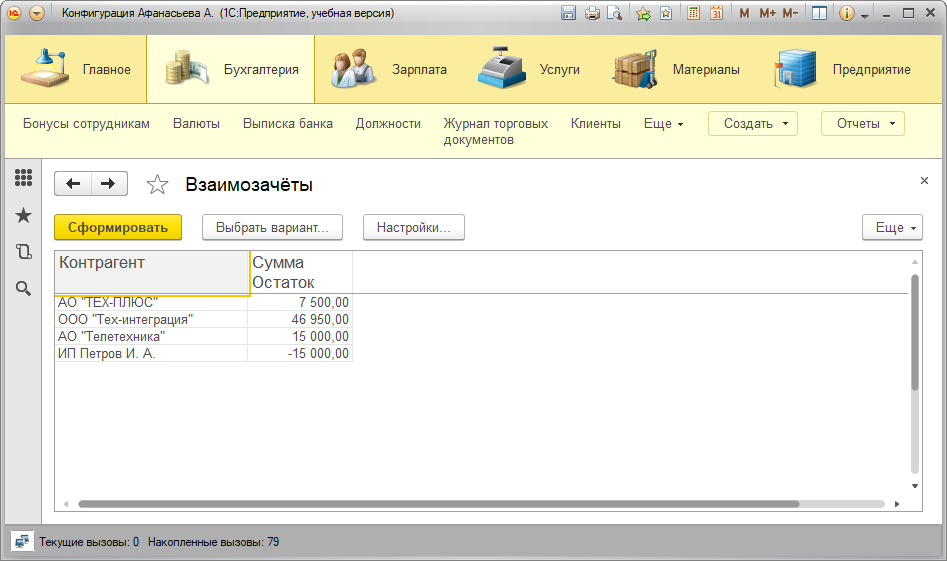 Конфигурация Афанасьева А. (1С:Предприятие, учебная версия)
M M+ M-
31
Главное Бухгалтерия Зарплата Услуги Материалы Предприятие
Бонусы сотрудникам Валюты Выписка банка Должности Журнал торговых документов Клиенты Еще Создать Отчеты
Взаимозачёты
Сформировать Выбрать вариант... Настройки... Еще
Контрагент Сумма Остаток
АО "ТЕХ-ПЛЮС" 7 500,00
ООО "Тех-интеграция" 46 950,00
АО "Телетехника" 15 000,00
ИП Петров И. А. -15 000,00
Текущие вызовы: 0 Накопленные вызовы: 79